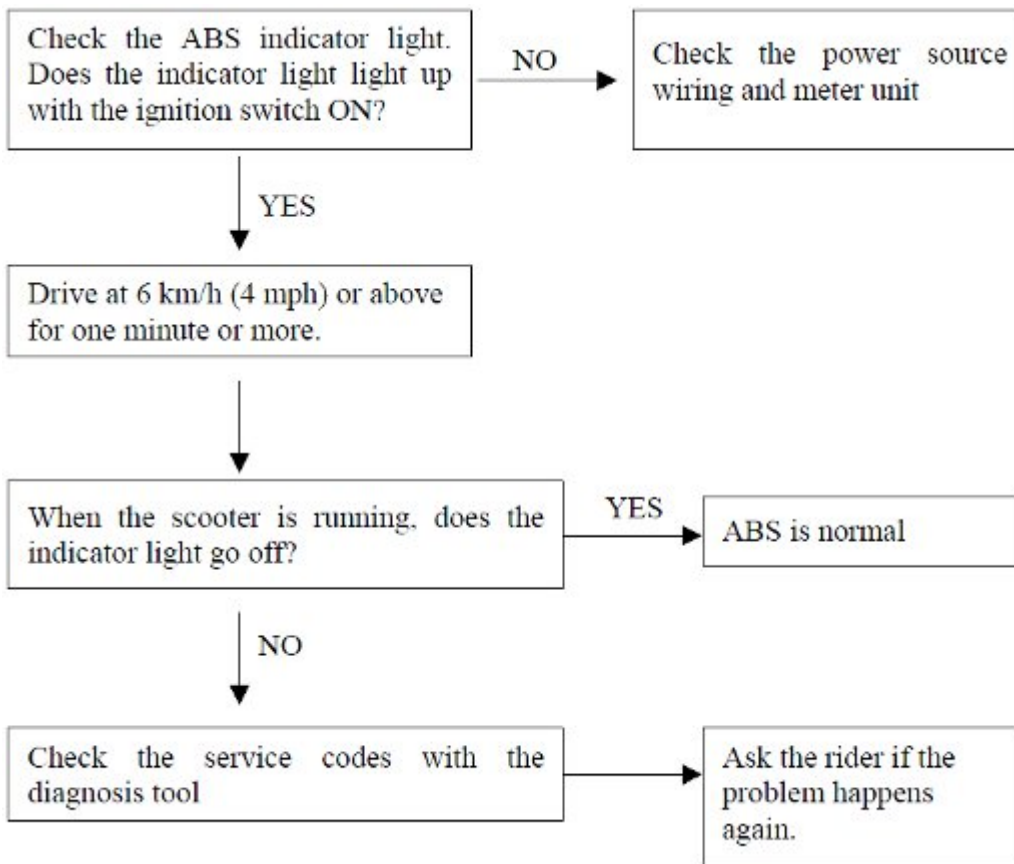 Check the ABS indicator light.
Does the indicator light light up
with the ignition switch ON?
NO
Check the power source
wiring and meter unit
YES
Drive at 6 km/h (4 mph) or above
for one minute or more.
When the scooter is running, does the
indicator light go off?
YES
ABS is normal
NO
Check the service codes with the
diagnosis tool
Ask the rider if the
problem happens
again.